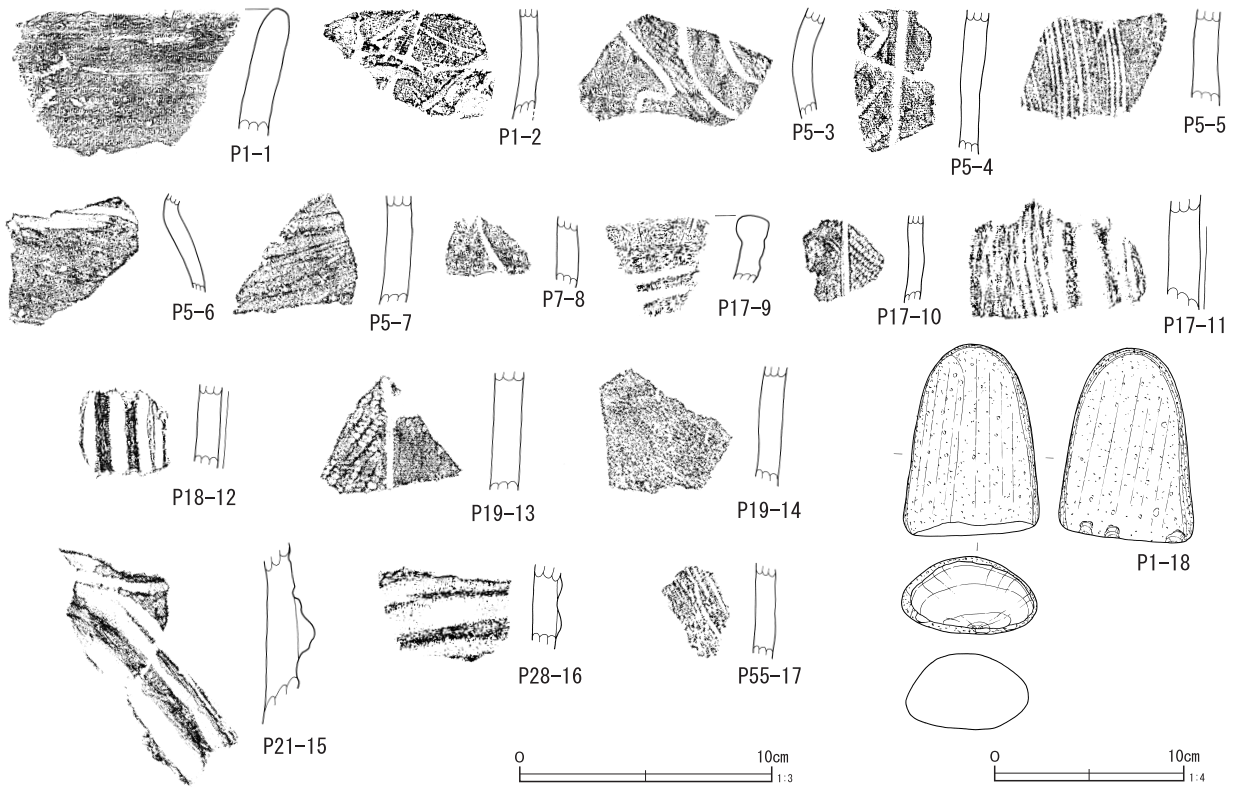 P1-1
P1-2
P5-3
P5-4
P5-5
P5-6
P5-7
P7-8
P17-9
P17-10
P17-11
P18-12
P19-13
P19-14
P1-18
P21-15
P28-16
P55-17
0 10cm
1:3
0 10cm
1:4